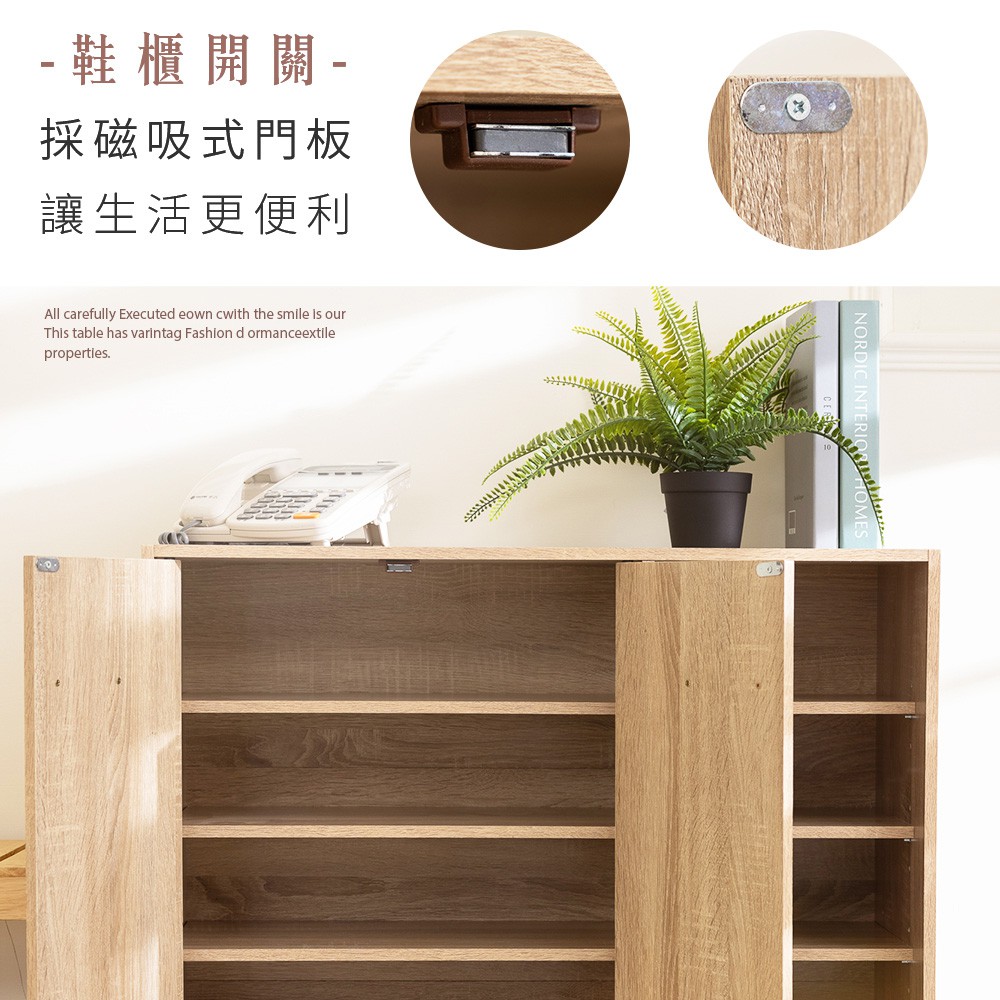 -鞋櫃開關-
採磁吸式門板
讓生活更便利
All carefully Executed eown cwith the smile is our
This table has varintag Fashion d ormanceextile
properties.
NORDIC INTERIOR HOMES
10